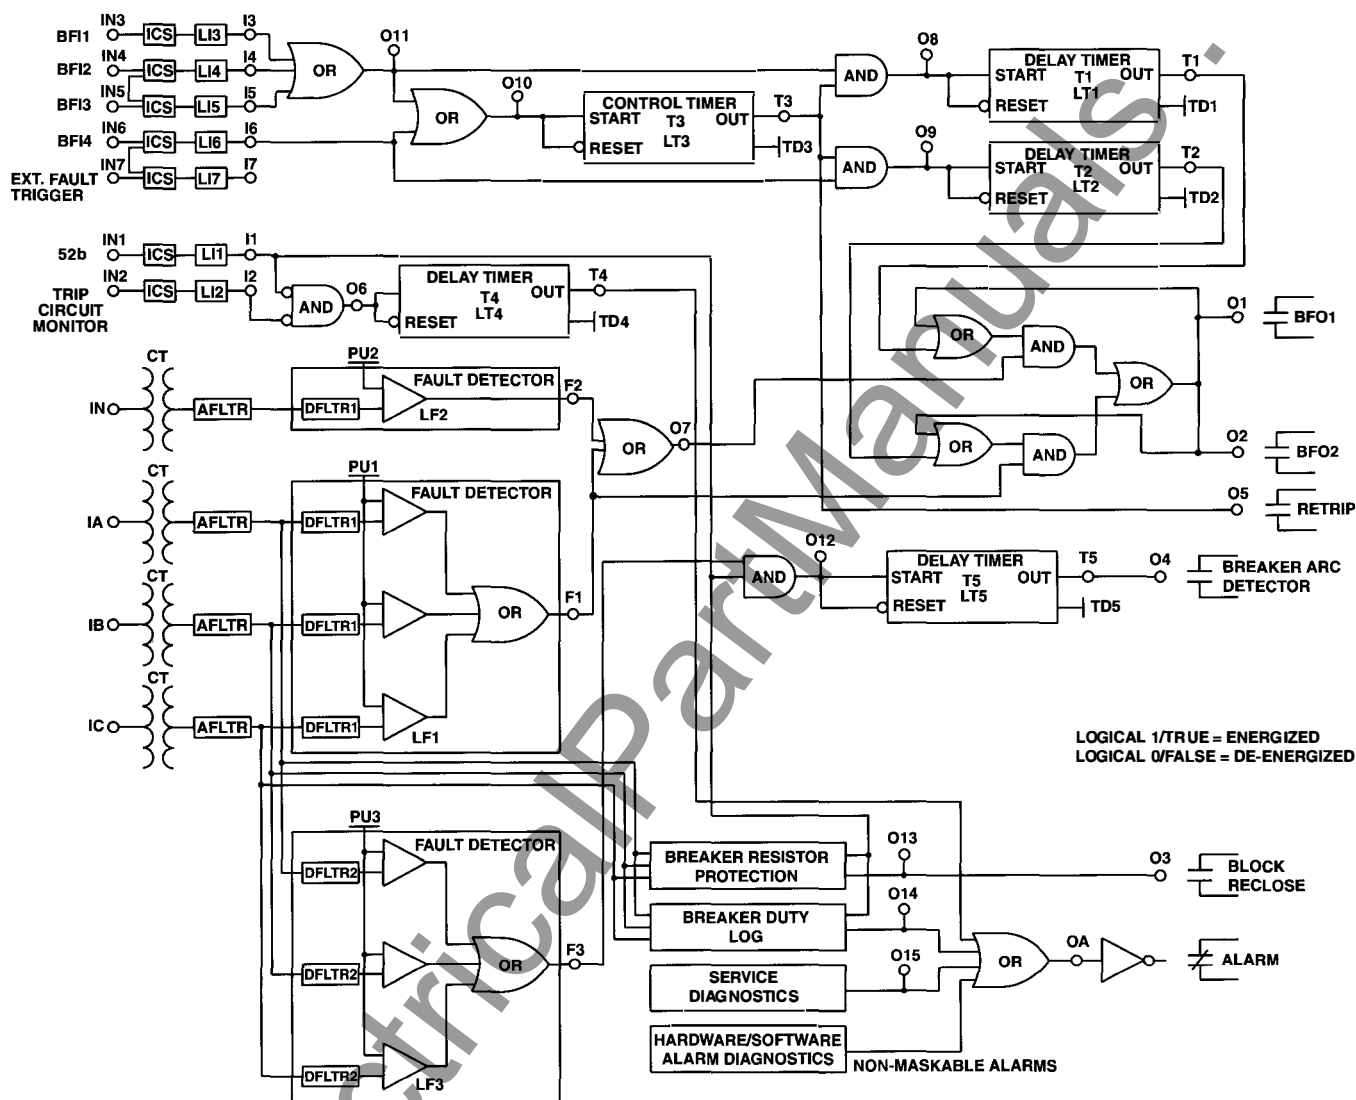 IN3 ICS LI3 I3
BFI1
IN4 ICS LI4 I4
BFI2
IN5 ICS LI5 I5
BFI3
IN6 ICS LI6 I6
BFI4
IN7 ICS LI7 I7
EXT. FAULT
TRIGGER
OR
O11
OR
O10
CONTROL TIMER
START T3 OUT
RESET LT3
T3
TD3
AND
O8
DELAY TIMER
START T1 OUT
RESET LT1
T1
TD1
AND
O9
DELAY TIMER
START T2 OUT
RESET LT2
T2
TD2
IN1 ICS LI1 I1
52b
IN2 ICS LI2 I2
TRIP
CIRCUIT
MONITOR
AND
O6
DELAY TIMER
T4 OUT
RESET LT4
T4
TD4
OR
AND
OR
OR
AND
O1
BFO1
O2
BFO2
O5
RETRIP
CT
IN
AFLTR
PU2
FAULT DETECTOR
DFLTR1
LF2
F2
OR
O7
CT
IA
AFLTR
PU1
FAULT DETECTOR
DFLTR1
CT
IB
AFLTR
DFLTR1
OR
F1
CT
IC
AFLTR
DFLTR1
LF1
AND
O12
DELAY TIMER
START T5 OUT
RESET LT5
T5
TD5
O4
BREAKER ARC
DETECTOR
LOGICAL 1/TRUE = ENERGIZED
LOGICAL 0/FALSE = DE-ENERGIZED
PU3
FAULT DETECTOR
DFLTR2
DFLTR2
OR
F3
DFLTR2
LF3
BREAKER RESISTOR
PROTECTION
O13
O3
BLOCK
RECLOSE
BREAKER DUTY
LOG
O14
SERVICE
DIAGNOSTICS
O15
HARDWARE/SOFTWARE
ALARM DIAGNOSTICS
NON-MASKABLE ALARMS
OR
OA
ALARM
ctricalPartManuals.